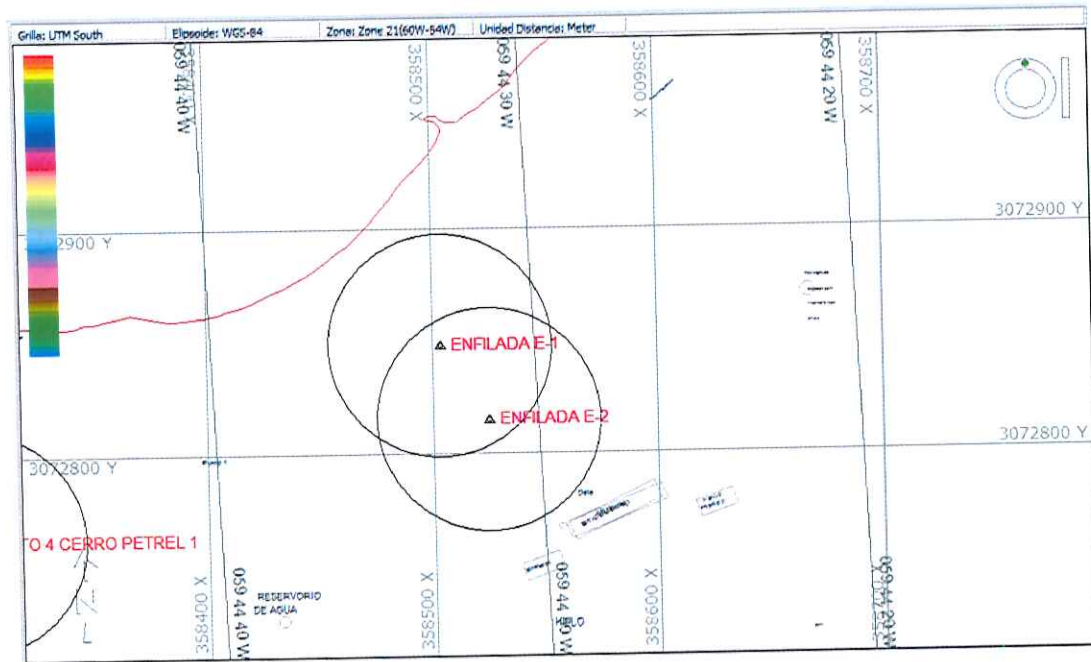 Grilla: UTM South
Elipsoide: WGS-84
Zona: Zone 21(60W-54W)
Unidad Distancia: Meter
059 44 40 W
358500 X
059 44 30 W
358600 X
059 44 20 W
358700 X
3072900 Y
2900 Y
ENFILADA E-1
ENFILADA E-2
3072800 Y
3072800 Y
TO 4 CERRO PETREL 1
358400 X
059 44 40 W
RESERVORIO
DE AGUA
358500 X
358600 X
059 44 20 W